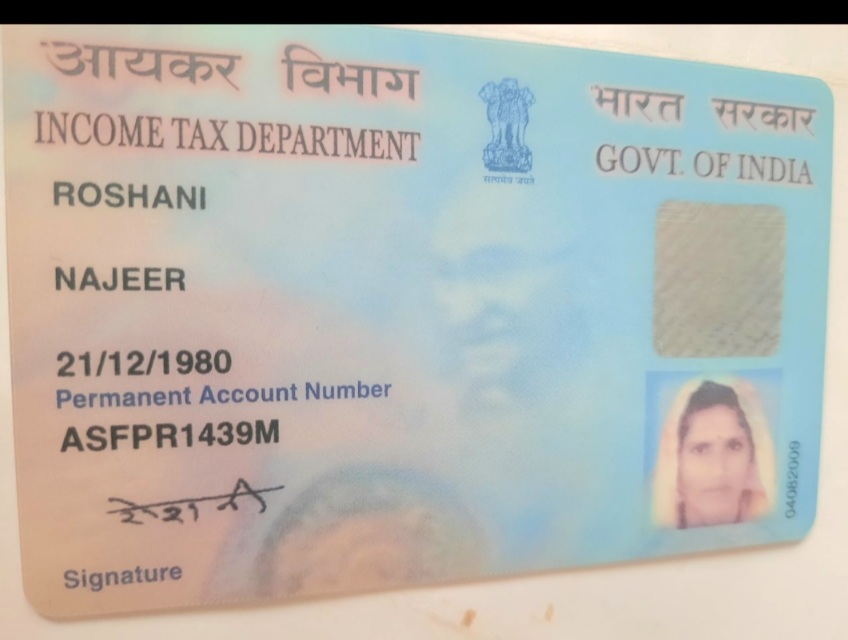 आयकर विभाग
INCOME TAX DEPARTMENT
सत्यमेव जयते
भारत सरकार
GOVT. OF INDIA
ROSHANI
NAJEER
21/12/1980
Permanent Account Number
ASFPR1439M
रोशनी
Signature
04082009